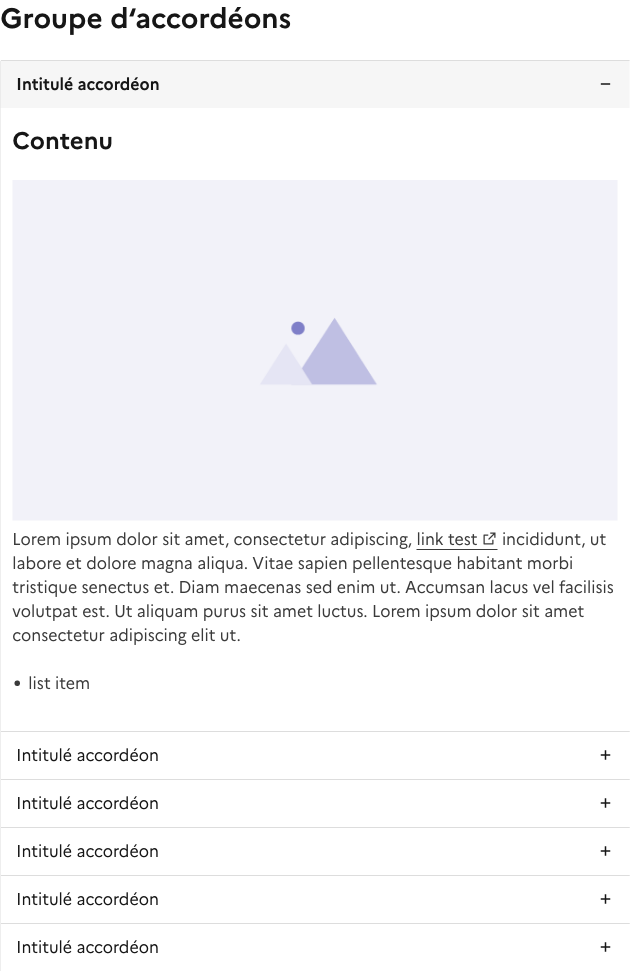 Groupe d’accordéons
Intitulé accordéon −
Contenu
Lorem ipsum dolor sit amet, consectetur adipiscing, link test incididunt, ut
labore et dolore magna aliqua. Vitae sapien pellentesque habitant morbi
tristique senectus et. Diam maecenas sed enim ut. Accumsan lacus vel facilisis
volutpat est. Ut aliquam purus sit amet luctus. Lorem ipsum dolor sit amet
consectetur adipiscing elit ut.
• list item
Intitulé accordéon +
Intitulé accordéon +
Intitulé accordéon +
Intitulé accordéon +
Intitulé accordéon +